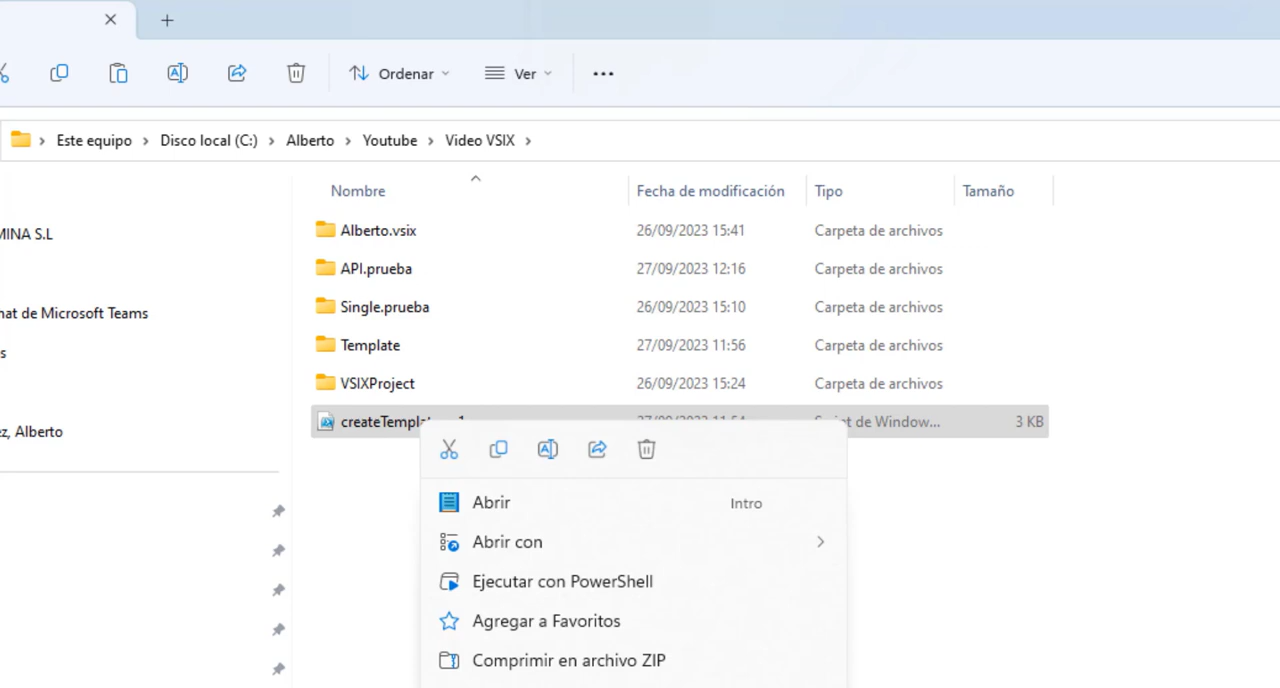 Ordenar
Ver
Este equipo > Disco local (C:) > Alberto > Youtube > Video VSIX >
Nombre Fecha de modificación Tipo Tamaño
Alberto.vsix 26/09/2023 15:41 Carpeta de archivos
API.prueba 27/09/2023 12:16 Carpeta de archivos
Single.prueba 26/09/2023 15:10 Carpeta de archivos
Template 27/09/2023 11:56 Carpeta de archivos
VSIXProject 26/09/2023 15:24 Carpeta de archivos
de Window... 3 KB
MINA S.L
hat de Microsoft Teams
s
ez, Alberto
Abrir Intro
Abrir con
Ejecutar con PowerShell
Agregar a Favoritos
Comprimir en archivo ZIP